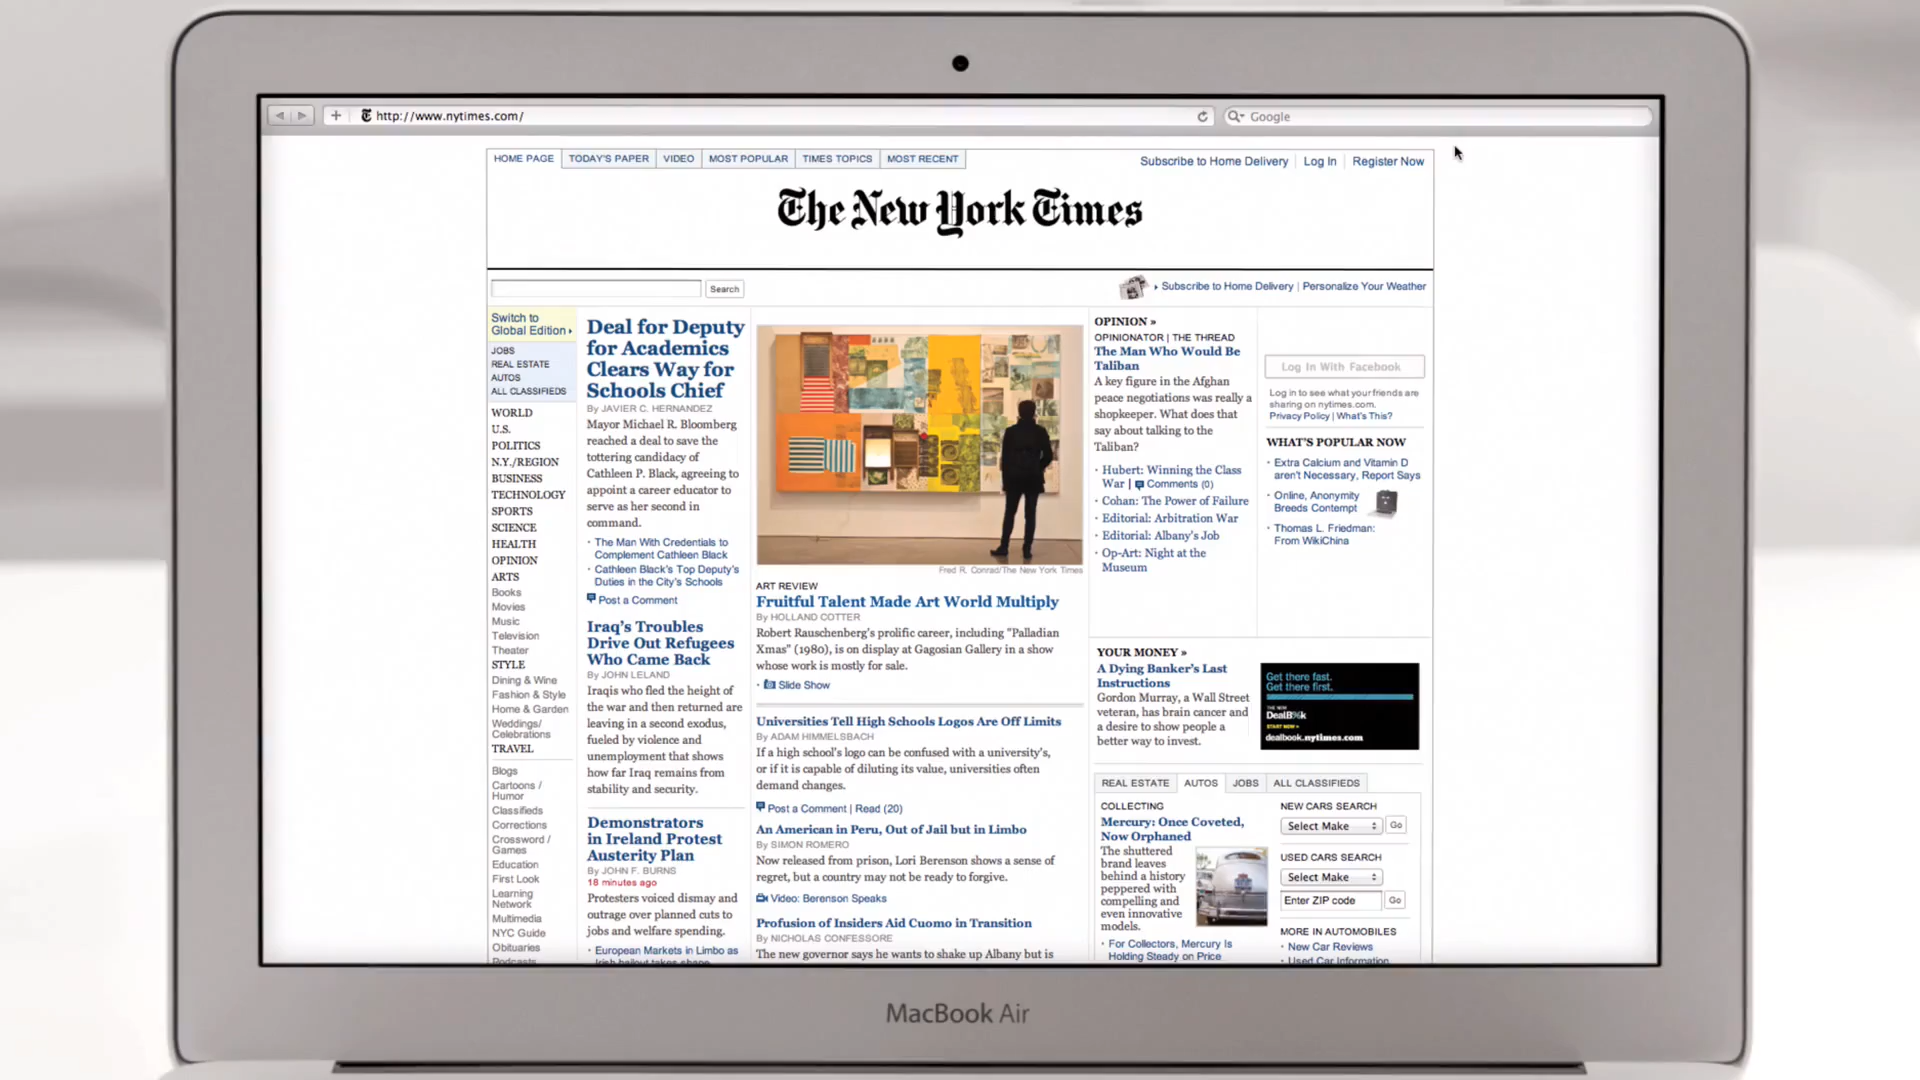 http://www.nytimes.com/
Google
HOME PAGE
TODAY'S PAPER
VIDEO
MOST POPULAR
TIMES TOPICS
MOST RECENT
Subscribe to Home Delivery
Log In
Register Now
The New York Times
Search
Subscribe to Home Delivery | Personalize Your Weather
Switch to
Global Edition
JOBS
REAL ESTATE
AUTOS
ALL CLASSIFIEDS
WORLD
U.S.
POLITICS
N.Y./REGION
BUSINESS
TECHNOLOGY
SPORTS
SCIENCE
HEALTH
OPINION
ARTS
Books
Movies
Music
Television
Theater
STYLE
Dining & Wine
Fashion & Style
Home & Garden
Weddings/
Celebrations
TRAVEL
Blogs
Cartoons /
Humor
Classifieds
Corrections
Crossword /
Games
Education
First Look
Learning
Network
Multimedia
NYC Guide
Obituaries
Podcasts
Deal for Deputy
for Academics
Clears Way for
Schools Chief
By JAVIER C. HERNANDEZ
Mayor Michael R. Bloomberg
reached a deal to save the
tottering candidacy of
Cathleen P. Black, agreeing to
appoint a career educator to
serve as her second in
command.
· The Man With Credentials to
Complement Cathleen Black
· Cathleen Black's Top Deputy's
Duties in the City's Schools
Post a Comment
Iraq's Troubles
Drive Out Refugees
Who Came Back
By JOHN LELAND
Iraqis who fled the height of
the war and then returned are
leaving in a second exodus,
fueled by violence and
unemployment that shows
how far Iraq remains from
stability and security.
Demonstrators
in Ireland Protest
Austerity Plan
By JOHN F. BURNS
18 minutes ago
Protesters voiced dismay and
outrage over planned cuts to
jobs and welfare spending.
· European Markets in Limbo as
Irish bailout takes shape
Fred R. Conrad/The New York Times
ART REVIEW
Fruitful Talent Made Art World Multiply
By HOLLAND COTTER
Robert Rauschenberg's prolific career, including "Palladian
Xmas" (1980), is on display at Gagosian Gallery in a show
whose work is mostly for sale.
· Slide Show
Universities Tell High Schools Logos Are Off Limits
By ADAM HIMMELSBACH
If a high school's logo can be confused with a university's,
or if it is capable of diluting its value, universities often
demand changes.
Post a Comment | Read (20)
An American in Peru, Out of Jail but in Limbo
By SIMON ROMERO
Now released from prison, Lori Berenson shows a sense of
regret, but a country may not be ready to forgive.
Video: Berenson Speaks
Profusion of Insiders Aid Cuomo in Transition
By NICHOLAS CONFESSORE
The new governor says he wants to shake up Albany but is
OPINION »
OPINIONATOR | THE THREAD
The Man Who Would Be
Taliban
A key figure in the Afghan
peace negotiations was really a
shopkeeper. What does that
say about talking to the
Taliban?
· Hubert: Winning the Class
War | Comments (0)
· Cohan: The Power of Failure
· Editorial: Arbitration War
· Editorial: Albany's Job
· Op-Art: Night at the
Museum
Log In With Facebook
Log in to see what your friends are
sharing on nytimes.com.
Privacy Policy | What's This?
WHAT'S POPULAR NOW
· Extra Calcium and Vitamin D
aren't Necessary, Report Says
· Online, Anonymity
Breeds Contempt
· Thomas L. Friedman:
From WikiChina
YOUR MONEY »
A Dying Banker's Last
Instructions
Gordon Murray, a Wall Street
veteran, has brain cancer and
a desire to show people a
better way to invest.
Get there fast.
Get there first.
THE NEW
DealB%k
START NOW »
dealbook.nytimes.com
REAL ESTATE
AUTOS
JOBS
ALL CLASSIFIEDS
COLLECTING
Mercury: Once Coveted,
Now Orphaned
The shuttered
brand leaves
behind a history
peppered with
compelling and
even innovative
models.
· For Collectors, Mercury Is
Holding Steady on Price
NEW CARS SEARCH
Select Make
Go
USED CARS SEARCH
Select Make
Enter ZIP code
Go
MORE IN AUTOMOBILES
· New Car Reviews
· Used Car Information
MacBook Air